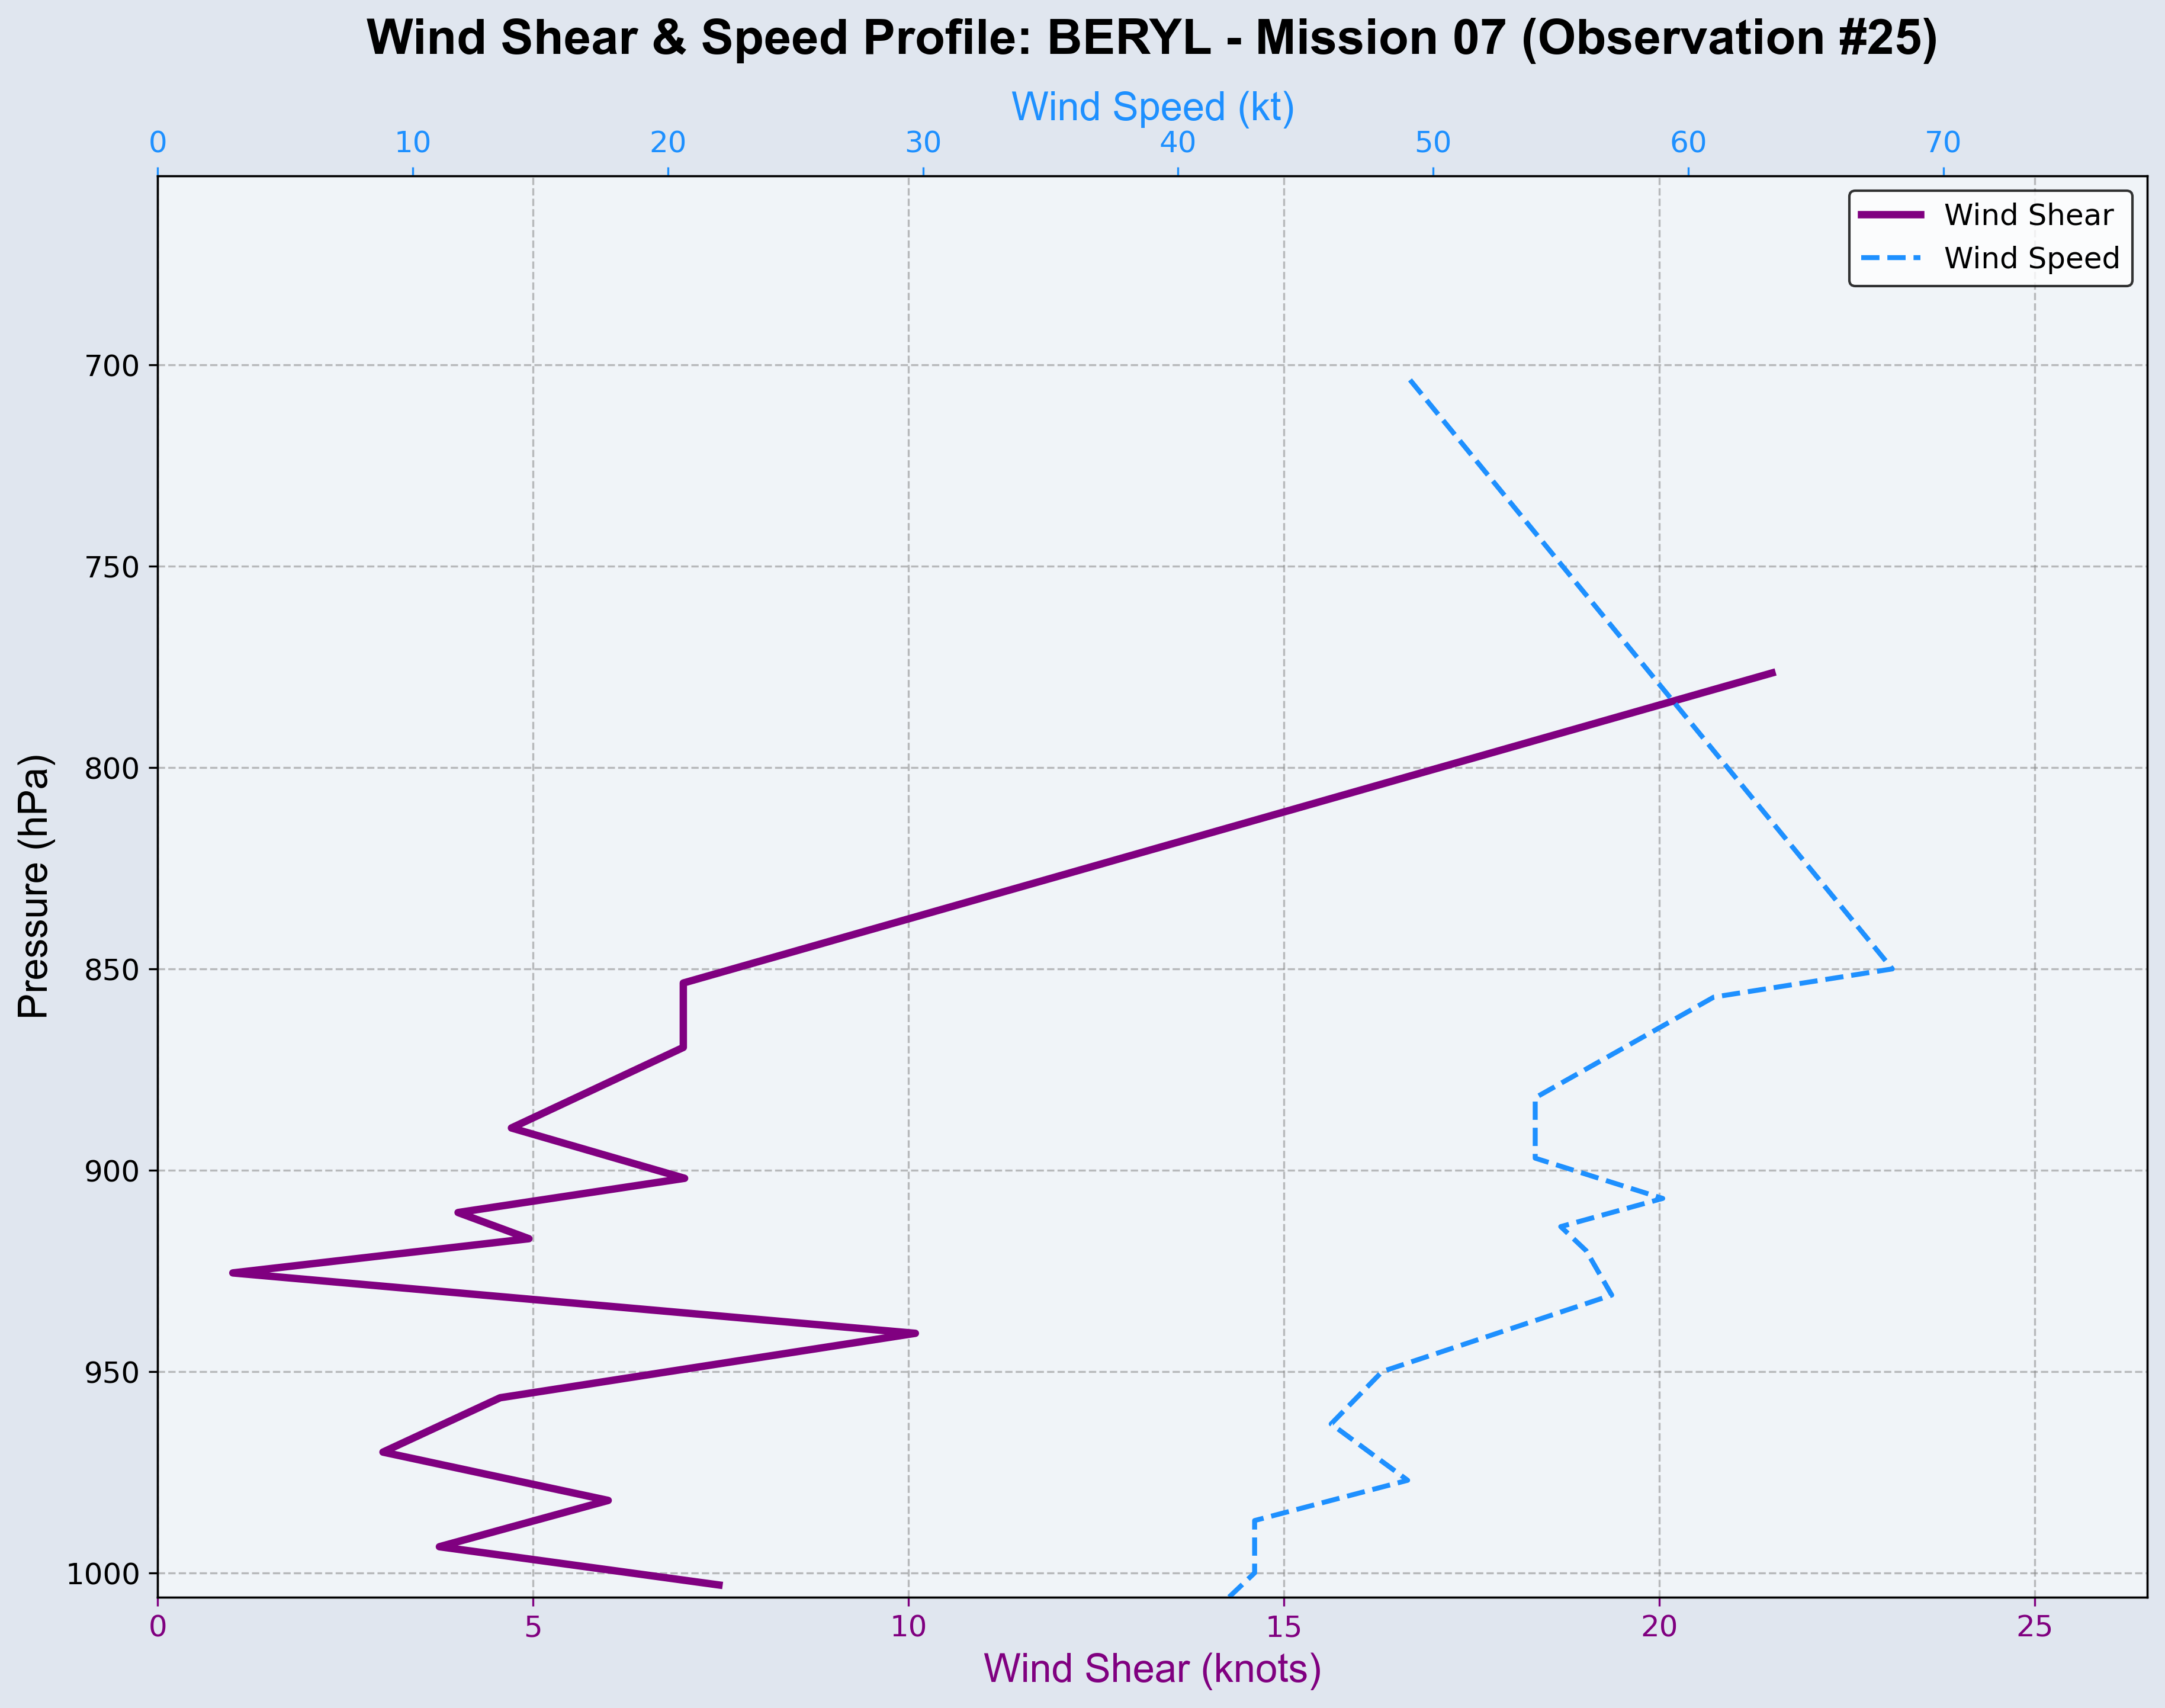 Wind Shear & Speed Profile: BERYL - Mission 07 (Observation #25)
Wind Speed (kt)
0 10 20 30 40 50 60 70
Wind Shear
Wind Speed
Pressure (hPa)
700
750
800
850
900
950
1000
0 5 10 15 20 25
Wind Shear (knots)